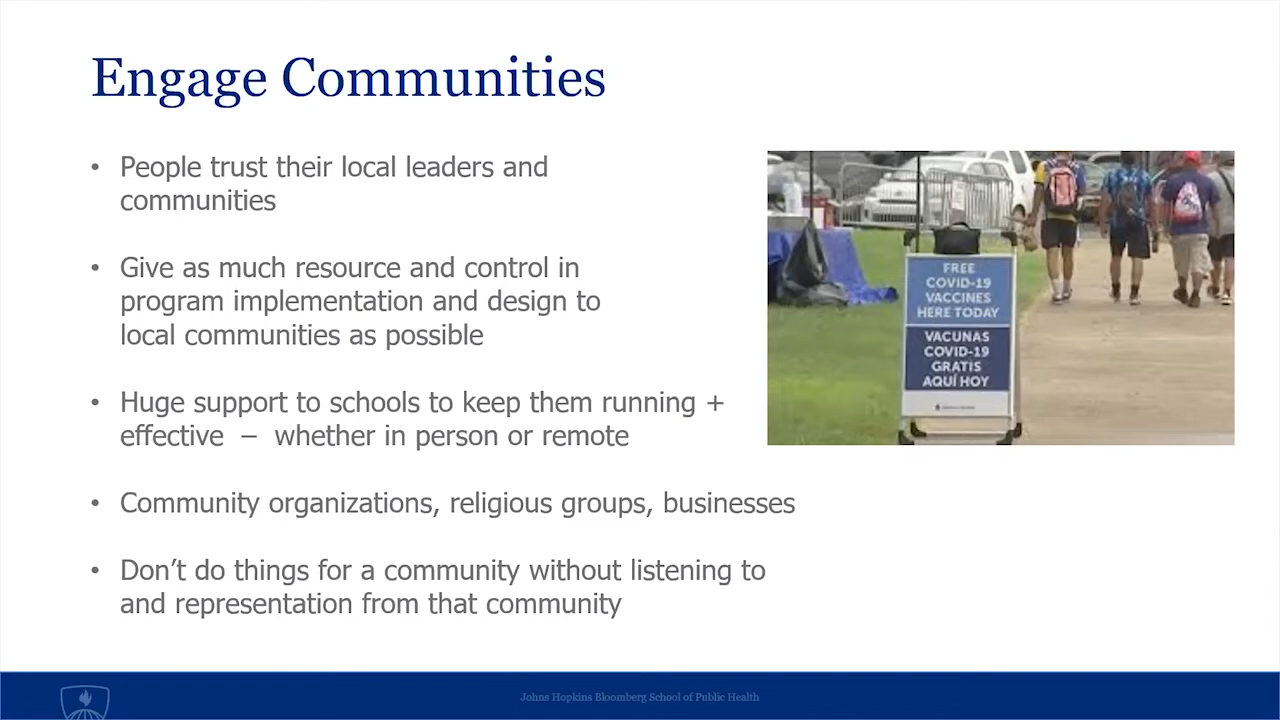 Engage Communities
• People trust their local leaders and
communities
• Give as much resource and control in
program implementation and design to
local communities as possible
• Huge support to schools to keep them running +
effective – whether in person or remote
• Community organizations, religious groups, businesses
• Don’t do things for a community without listening to
and representation from that community
FREE
COVID-19
VACCINES
HERE TODAY
VACUNAS
COVID-19
GRATIS
AQUÍ HOY
Johns Hopkins Bloomberg School of Public Health